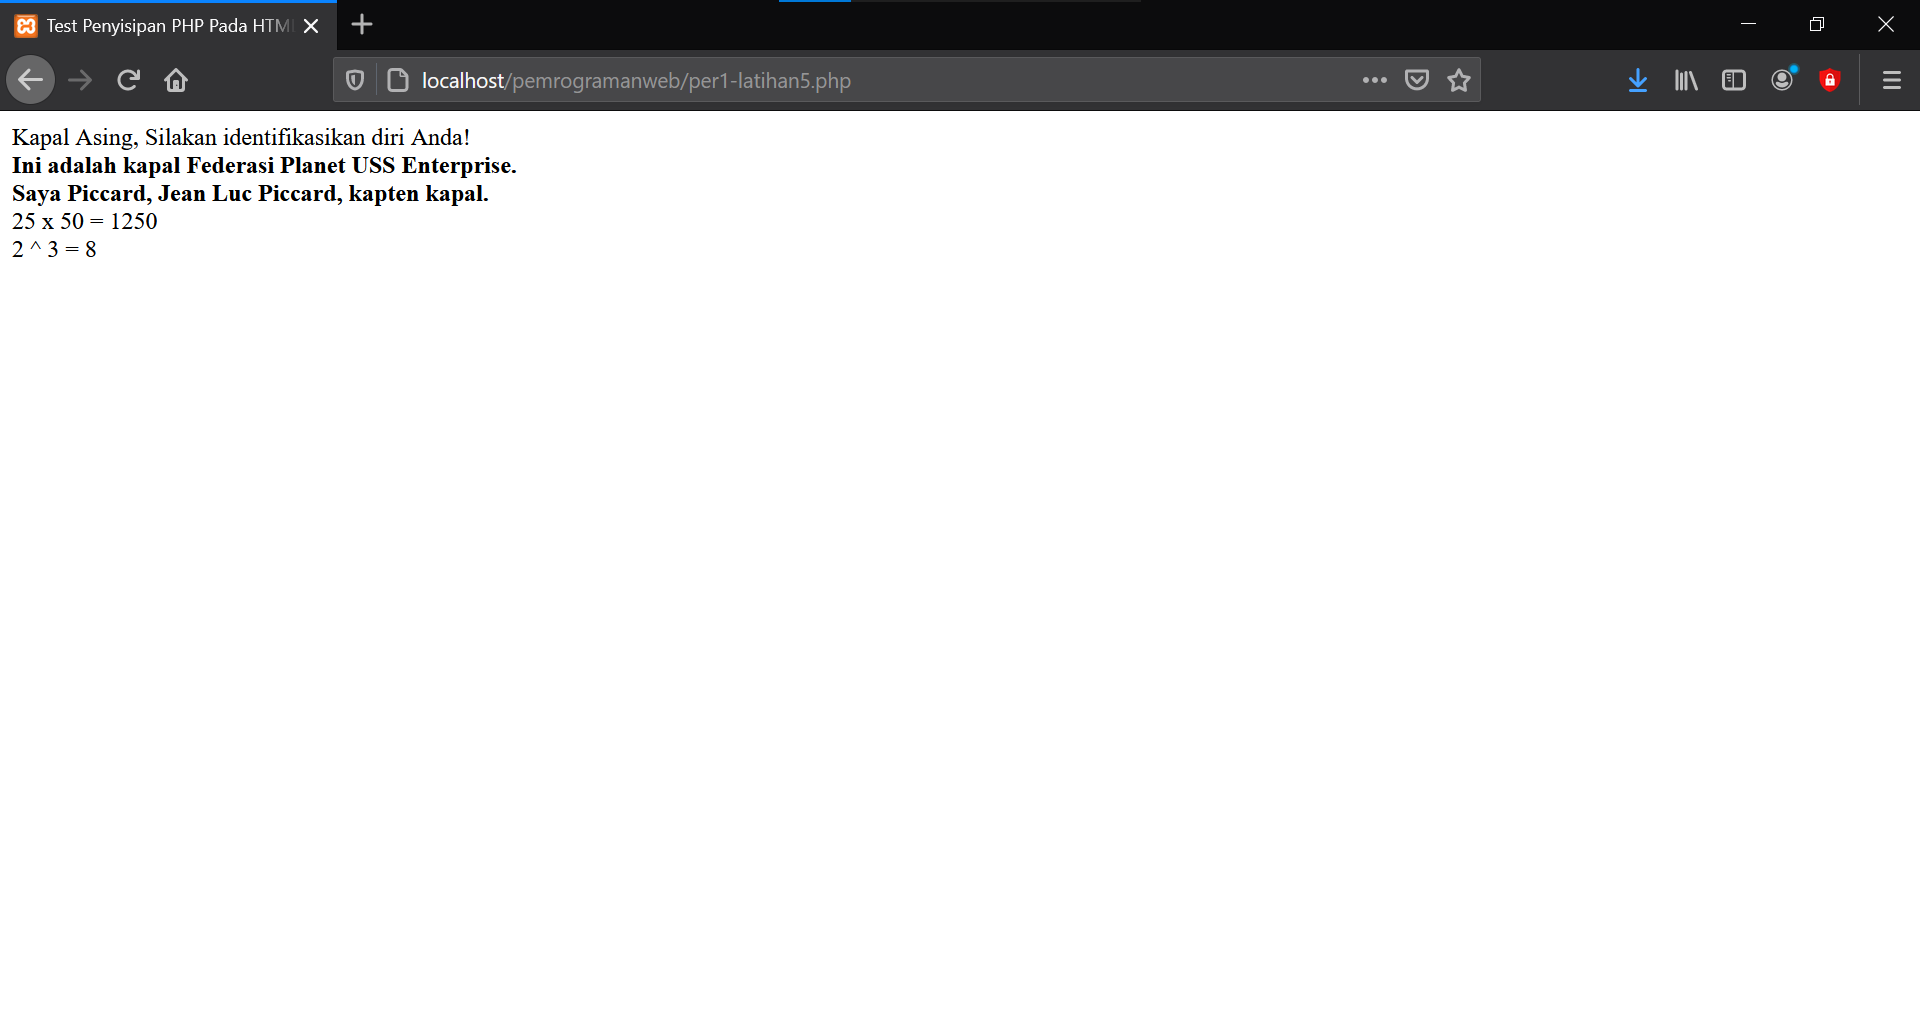 Test Penyisipan PHP Pada HTM
localhost/pemrogramanweb/per1-latihan5.php
Kapal Asing, Silakan identifikasikan diri Anda!
Ini adalah kapal Federasi Planet USS Enterprise.
Saya Piccard, Jean Luc Piccard, kapten kapal.
25 x 50 = 1250
2 ^ 3 = 8